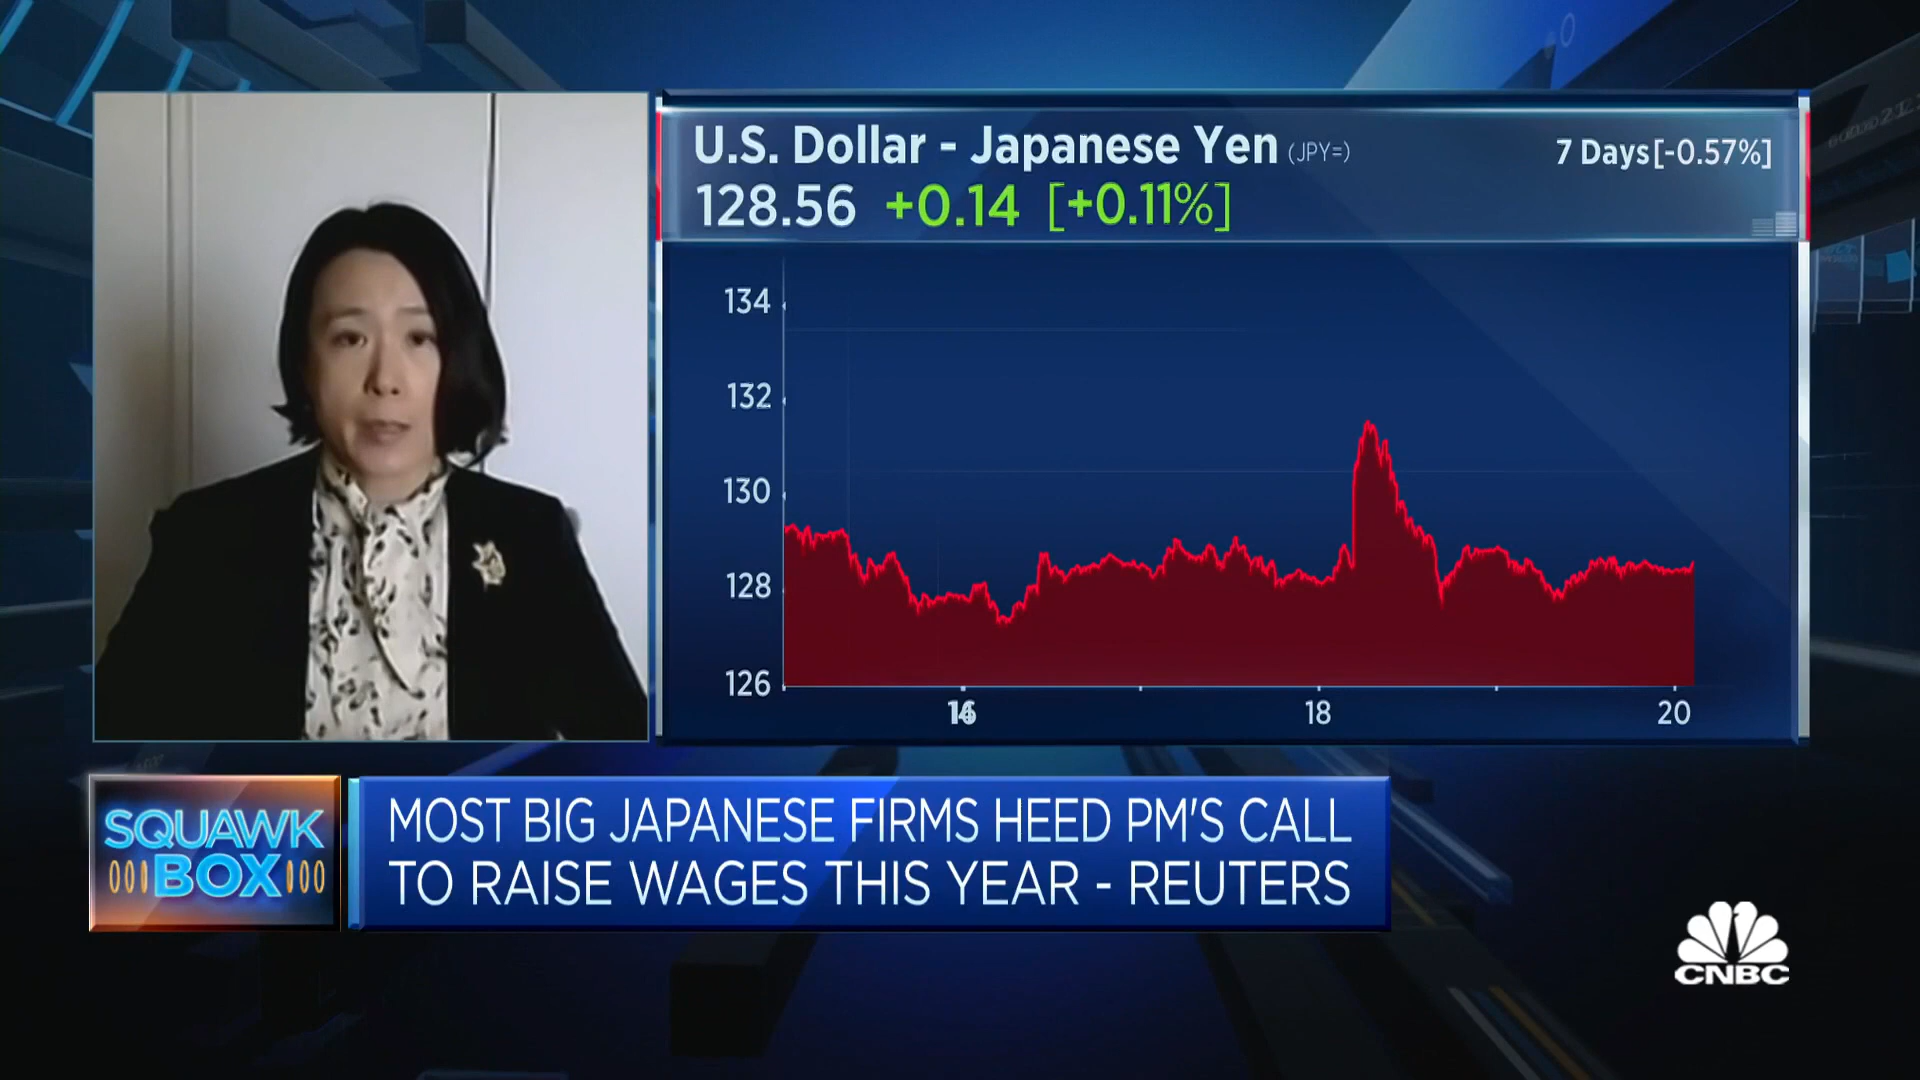 U.S. Dollar - Japanese Yen (JPY=)
7 Days [-0.57%]
128.56 +0.14 [+0.11%]
134
132
130
128
126
18
20
SQUAWK
BOX
MOST BIG JAPANESE FIRMS HEED PM'S CALL
TO RAISE WAGES THIS YEAR - REUTERS
CNBC